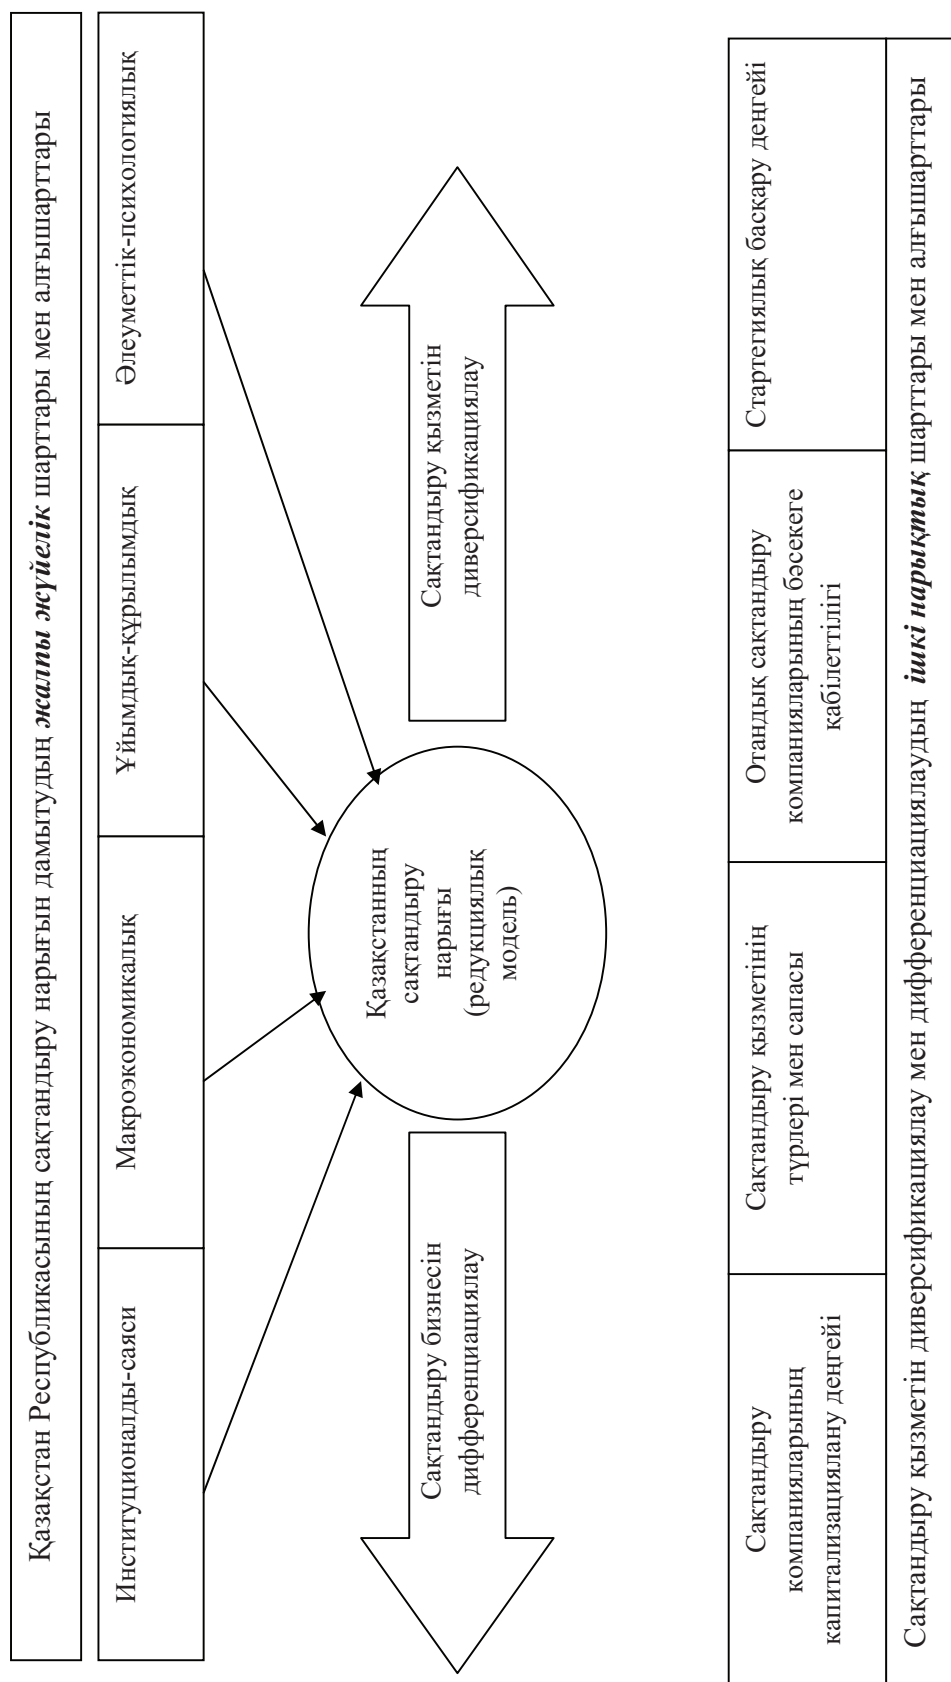 Қазақстан Республикасының сақтандыру нарығын дамытудың жалпы жүйелік шарттары мен алғышарттары
Институционалды-саяси
Макроэкономикалық
Ұйымдық-құрылымдық
Әлеуметтік-психологиялық
Сақтандыру бизнесін
дифференциациялау
Қазақстанның
сақтандыру
нарығы
(редукциялық
модель)
Сақтандыру қызметін
диверсификациялау
Сақтандыру
компанияларының
капитализациялану деңгейі
Сақтандыру қызметінің
түрлері мен сапасы
Отандық сақтандыру
компанияларының бәсекеге
қабілеттілігі
Стартегиялық басқару деңгейі
Сақтандыру қызметін диверсификациялау мен дифференциациялаудың ішкі нарықтық шарттары мен алғышарттары